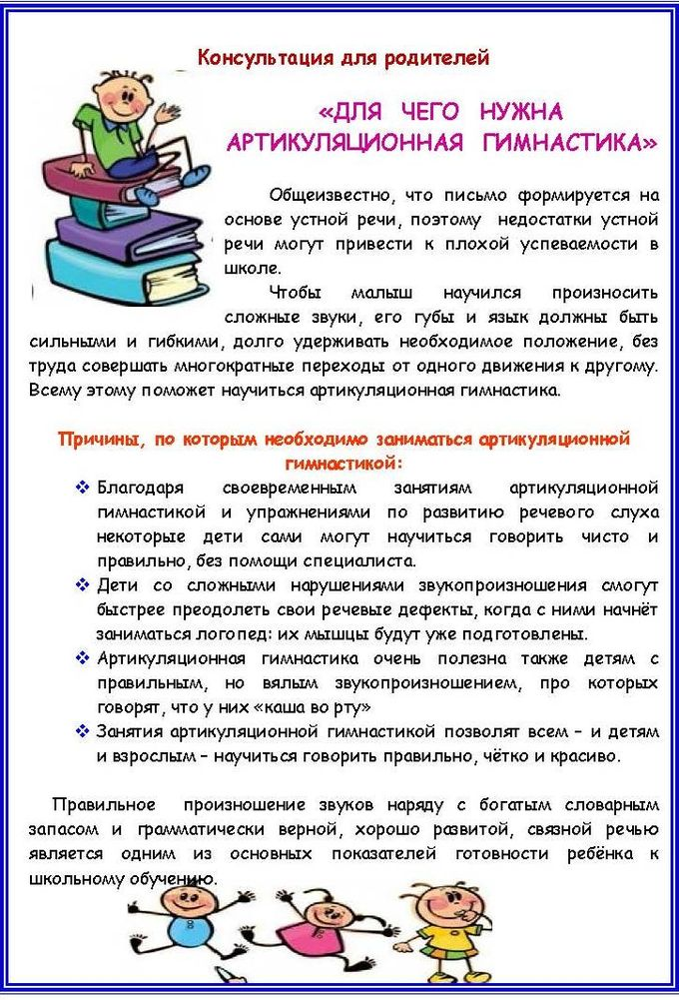 Консультация для родителей
«ДЛЯ ЧЕГО НУЖНА
АРТИКУЛЯЦИОННАЯ ГИМНАСТИКА»
Общеизвестно, что письмо формируется на
основе устной речи, поэтому недостатки устной
речи могут привести к плохой успеваемости в
школе.
Чтобы малыш научился произносить
сложные звуки, его губы и язык должны быть
сильными и гибкими, долго удерживать необходимое положение, без
труда совершать многократные переходы от одного движения к другому.
Всему этому поможет научиться артикуляционная гимнастика.
Причины, по которым необходимо заниматься артикуляционной
гимнастикой:
❖ Благодаря своевременным занятиям артикуляционной
гимнастикой и упражнениями по развитию речевого слуха
некоторые дети сами могут научиться говорить чисто и
правильно, без помощи специалиста.
❖ Дети со сложными нарушениями звукопроизношения смогут
быстрее преодолеть свои речевые дефекты, когда с ними начнёт
заниматься логопед: их мышцы будут уже подготовлены.
❖ Артикуляционная гимнастика очень полезна также детям с
правильным, но вялым звукопроизношением, про которых
говорят, что у них «каша во рту»
❖ Занятия артикуляционной гимнастикой позволят всем – и детям
и взрослым – научиться говорить правильно, чётко и красиво.
Правильное произношение звуков наряду с богатым словарным
запасом и грамматически верной, хорошо развитой, связной речью
является одним из основных показателей готовности ребёнка к
школьному обучению.